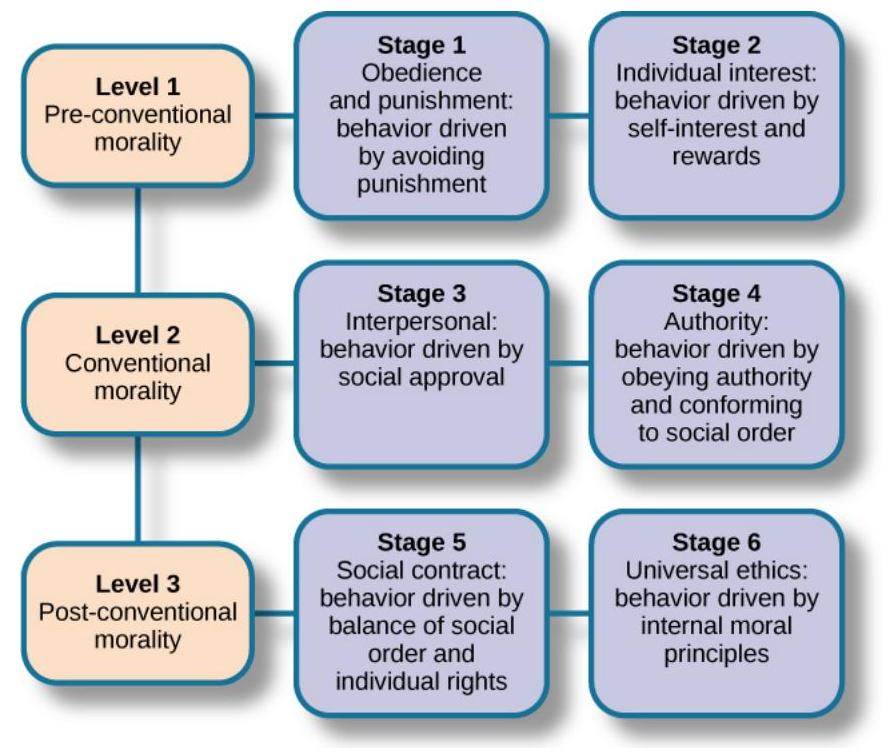 Level 1
Pre-conventional
morality
Stage 1
Obedience
and punishment:
behavior driven
by avoiding
punishment
Stage 2
Individual interest:
behavior driven by
self-interest and
rewards
Level 2
Conventional
morality
Stage 3
Interpersonal:
behavior driven by
social approval
Stage 4
Authority:
behavior driven by
obeying authority
and conforming
to social order
Level 3
Post-conventional
morality
Stage 5
Social contract:
behavior driven by
balance of social
order and
individual rights
Stage 6
Universal ethics:
behavior driven by
internal moral
principles